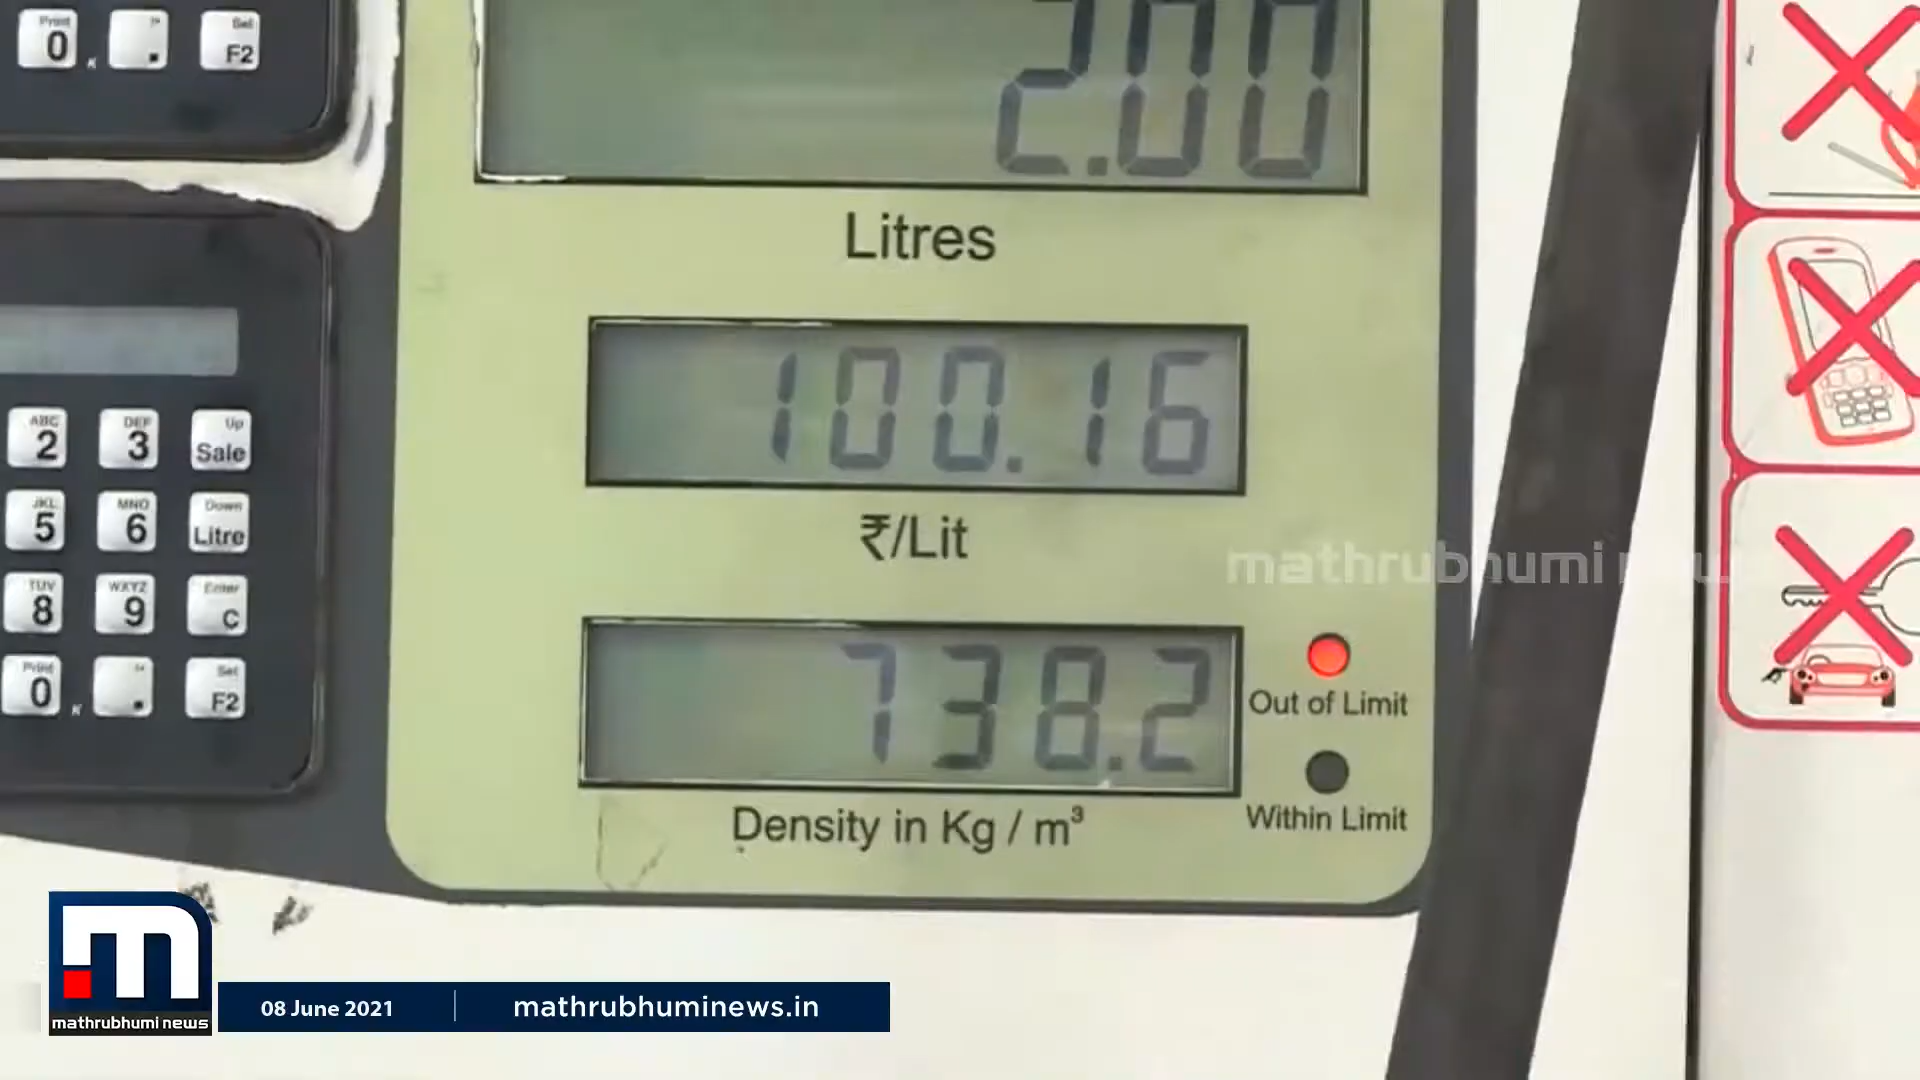 Print
0
K
.
Sel
F2
2.00
Litres
100.16
₹/Lit
738.2
Density in Kg / m³
Out of Limit
Within Limit
ABC
2
DEF
3
Up
Sale
JKL
5
MNO
6
Down
Litre
TUV
8
WXYZ
9
Enter
C
Print
0
K
.
Sel
F2
mathrubhumi
mathrubhumi news
08 June 2021
mathrubhuminews.in